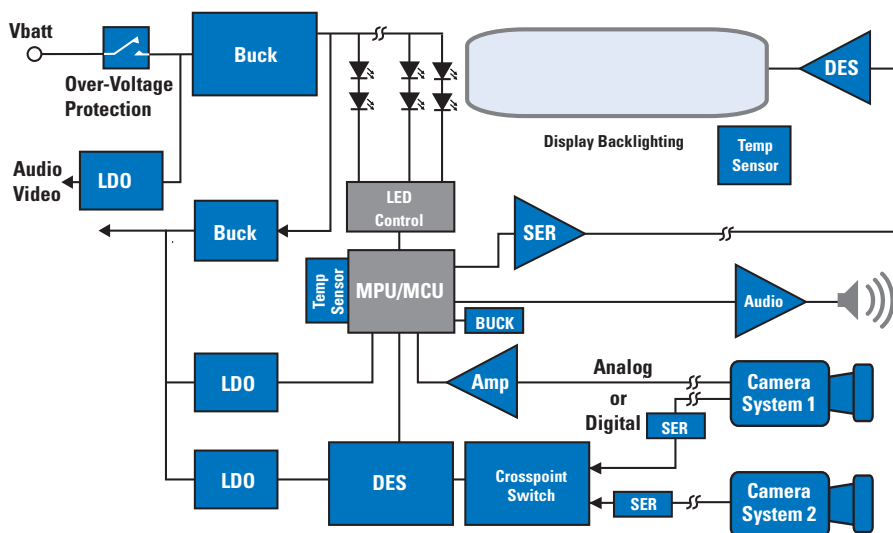 Vbatt
Buck
DES
Over-Voltage
Protection
Display Backlighting
Temp
Sensor
Audio
Video
LDO
LED
Control
Buck
SER
Temp
Sensor
MPU/MCU
Audio
BUCK
LDO
Amp
Analog
or
Digital
Camera
System 1
SER
LDO
DES
Crosspoint
Switch
SER
Camera
System 2